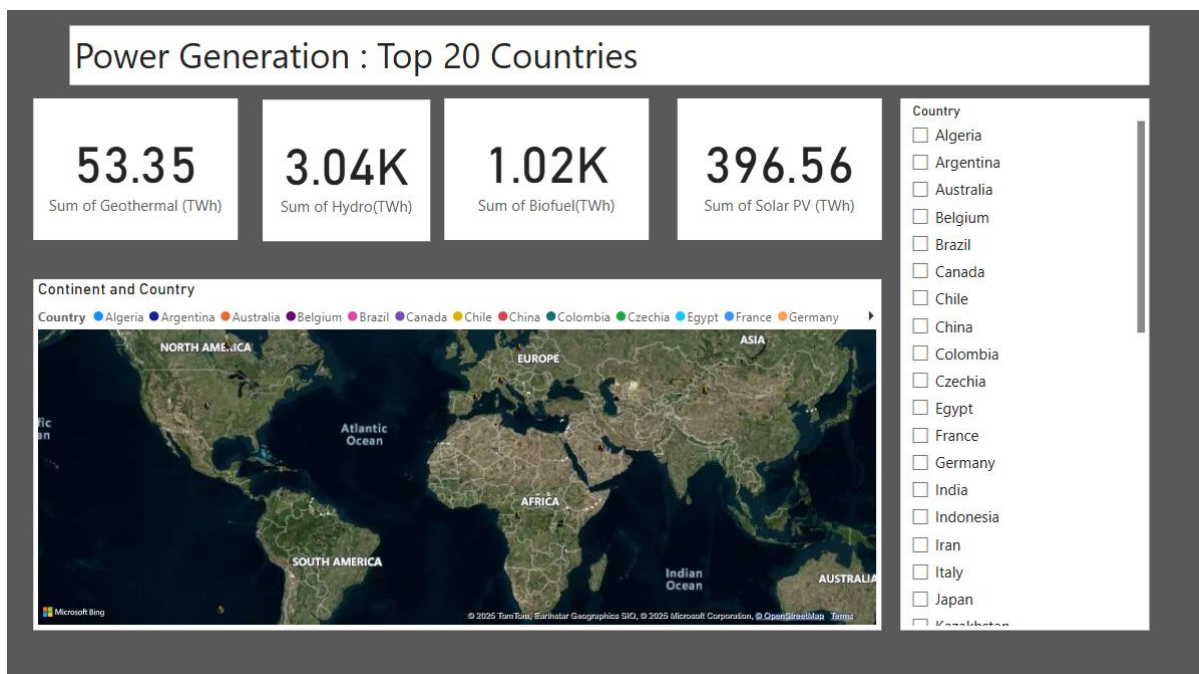 Power Generation : Top 20 Countries
53.35
Sum of Geothermal (TWh)
3.04K
Sum of Hydro(TWh)
1.02K
Sum of Biofuel(TWh)
396.56
Sum of Solar PV (TWh)
Country
Algeria
Argentina
Australia
Belgium
Brazil
Canada
Chile
China
Colombia
Czechia
Egypt
France
Germany
India
Indonesia
Iran
Italy
Japan
Kazakhstan
Continent and Country
Country Algeria Argentina Australia Belgium Brazil Canada Chile China Colombia Czechia Egypt France Germany
NORTH AMERICA
EUROPE
ASIA
Atlantic
Ocean
AFRICA
SOUTH AMERICA
Indian
Ocean
AUSTRALIA
Microsoft Bing
© 2025 TomTom, Earthstar Geographics SIO, © 2025 Microsoft Corporation, © OpenStreetMap Terms